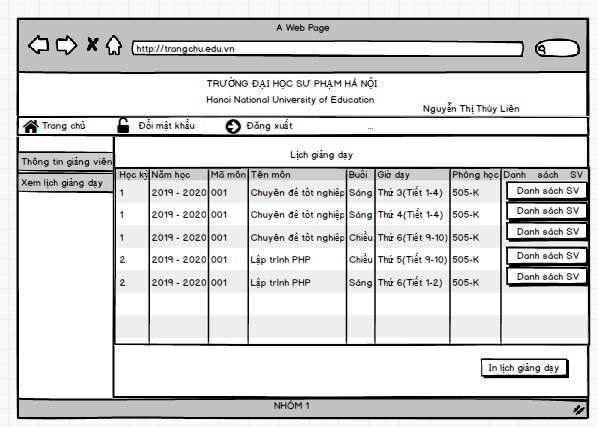 A Web Page
http://trangchu.edu.vn
TRƯỜNG ĐẠI HỌC SƯ PHẠM HÀ NỘI
Hanoi National University of Education
Nguyễn Thị Thùy Liên
Trang chủ Đổi mật khẩu Đăng xuất ...
Thông tin giảng viên
Xem lịch giảng dạy
Lịch giảng dạy
Học kỳ Năm học Mã môn Tên môn Buổi Giờ dạy Phòng học Danh sách SV
1 2019 - 2020 001 Chuyên đề tốt nghiệp Sáng Thứ 3(Tiết 1-4) 505-K Danh sách SV
1 2019 - 2020 001 Chuyên đề tốt nghiệp Sáng Thứ 4(Tiết 1-4) 505-K Danh sách SV
1 2019 - 2020 001 Chuyên đề tốt nghiệp Chiều Thứ 6(Tiết 9-10) 505-K Danh sách SV
2 2019 - 2020 001 Lập trình PHP Chiều Thứ 5(Tiết 9-10) 505-K Danh sách SV
2 2019 - 2020 001 Lập trình PHP Sáng Thứ 6(Tiết 1-2) 505-K Danh sách SV
In lịch giảng dạy
NHÓM 1